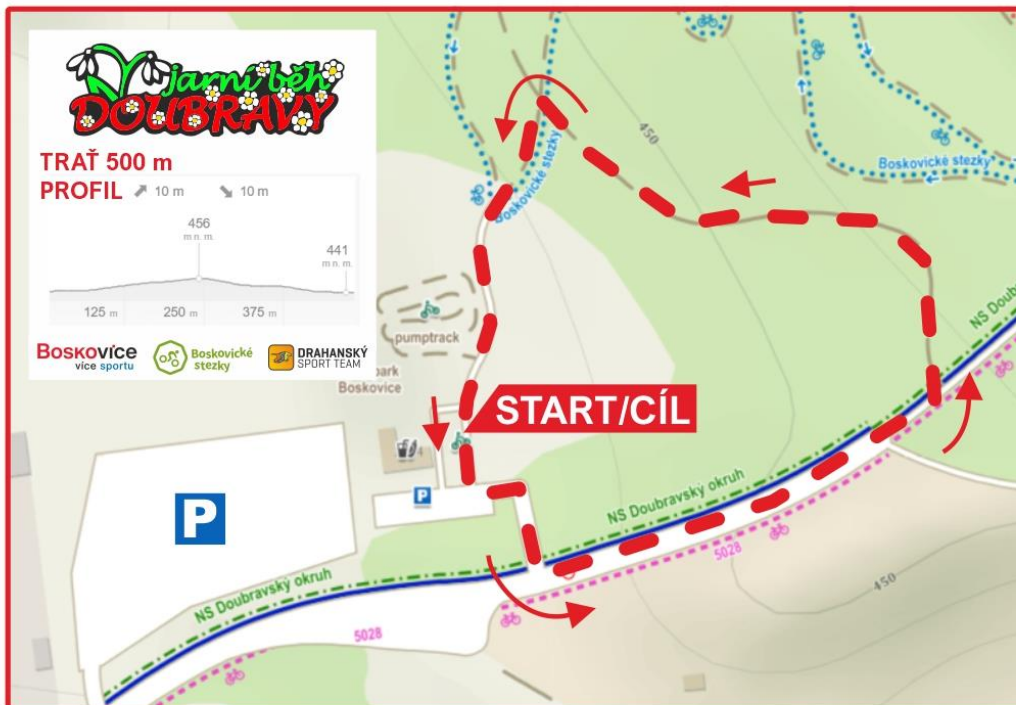 jarní běh
DOUBRAVY
TRAŤ 500 m
PROFIL 10 m 10 m
456
m n. m.
441
m n. m.
125 m 250 m 375 m
BOSKOVICE
více sportu
Boskovické
stezky
DRAHANSKÝ
SPORT TEAM
450
Boskovické stezky
Boskovické stezky
NS Doub
pumptrack
park
Boskovice
START/CÍL
P
P
NS Doubravský okruh
5028
450
NS Doubravský okruh
5028